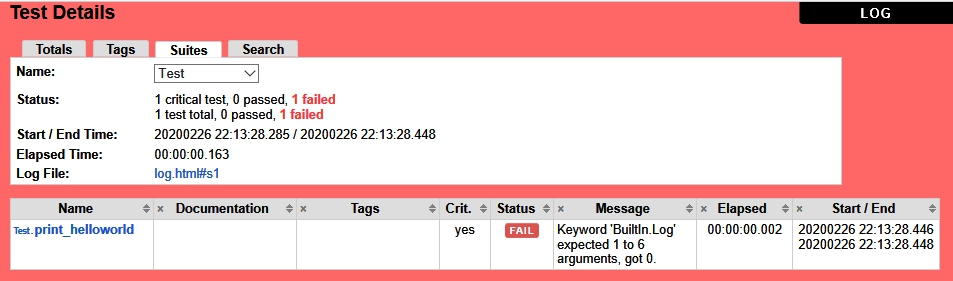 Test Details
LOG
Totals Tags Suites Search
Name: Test
Status: 1 critical test, 0 passed, 1 failed
1 test total, 0 passed, 1 failed
Start / End Time: 20200226 22:13:28.285 / 20200226 22:13:28.448
Elapsed Time: 00:00:00.163
Log File: log.html#s1
Name × Documentation × Tags Crit. Status × Message × Elapsed × Start / End
Test.print_helloworld yes FAIL Keyword 'BuiltIn.Log' 00:00:00.002 20200226 22:13:28.446
expected 1 to 6 20200226 22:13:28.448
arguments, got 0.